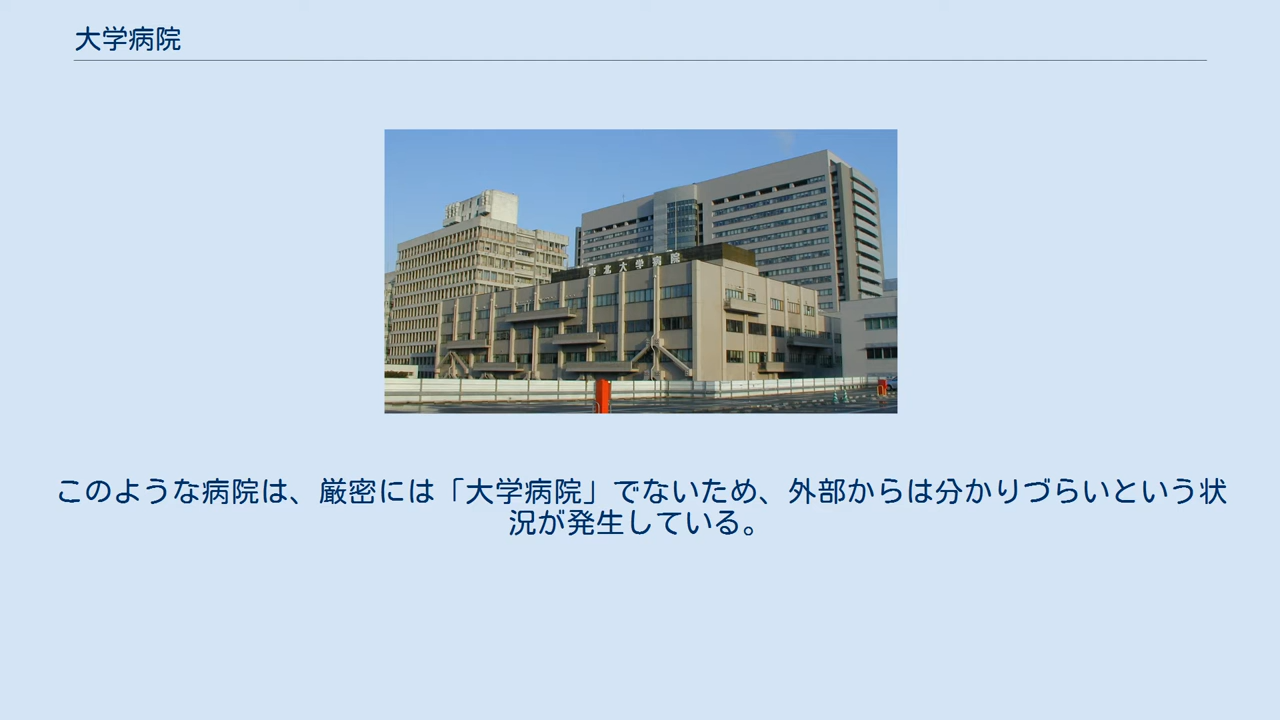 大学病院
東北大学病院
このような病院は、厳密には「大学病院」でないため、外部からは分かりづらいという状
況が発生している。